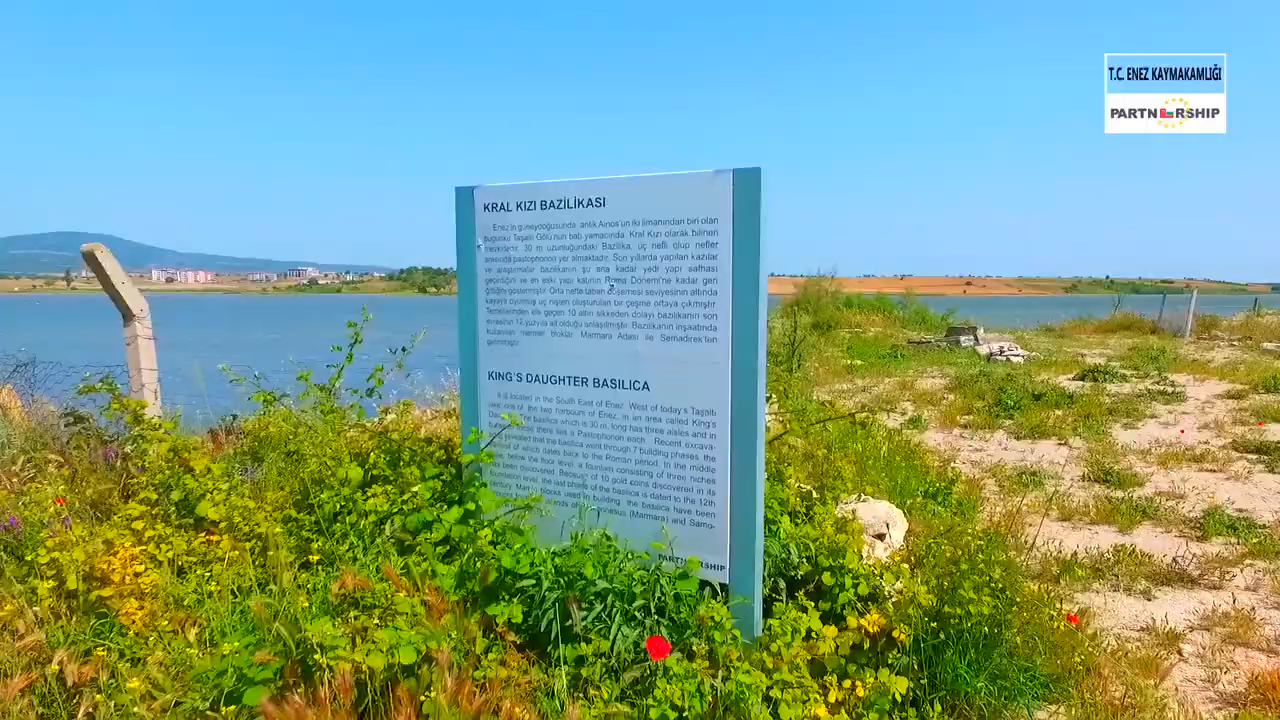 T.C. ENEZ KAYMAKAMLIĞI
PARTNERSHIP
KRAL KIZI BAZİLİKASI
Enez'in güneydoğusunda, antik Ainos'un iki limanından biri olan
bugünkü Taşaltı Gölü'nün batı yamacında, Kral Kızı olarak bilinen
mevkidedir. 30 m uzunluğundaki Bazilika, üç nefli olup nefler
arkasında pastophorion yer almaktadır. Son yıllarda yapılan kazılar
ve araştırmalar bazilikanın şu ana kadar yedi yapı safhası
geçirdiğini ve en eski yapı katının Roma Dönemi'ne kadar geri
gittiğini göstermiştir. Orta nefte taban döşemesi seviyesinin altında
kayaya oyulmuş üç nişten oluşturulan bir çeşme ortaya çıkmıştır.
Temellerinden ele geçen 10 altın sikkeden dolayı bazilikanın son
evresinin 12.yüzyıla ait olduğu anlaşılmıştır. Bazilikanın inşaatında
kullanılan mermer bloklar Marmara Adası ile Semadirek'ten
getirilmiştir.
KING'S DAUGHTER BASILICA
It is located in the South East of Enez, West of today's Taşaltı
one of the two harbours of Enez, in an area called King's
The basilica which is 30 m. long has three aisles and in
these there lies a Pastophorion each. Recent excava-
revealed that the basilica went through 7 building phases, the
of which dates back to the Roman period. In the middle
below the floor level, a fountain consisting of three niches
has been discovered. Because of 10 gold coins discovered in its
foundation level, the last phase of the basilica is dated to the 12th
century. blocks used in building the basilica have been
(Marmara) and Samo-
PARTNERSHIP